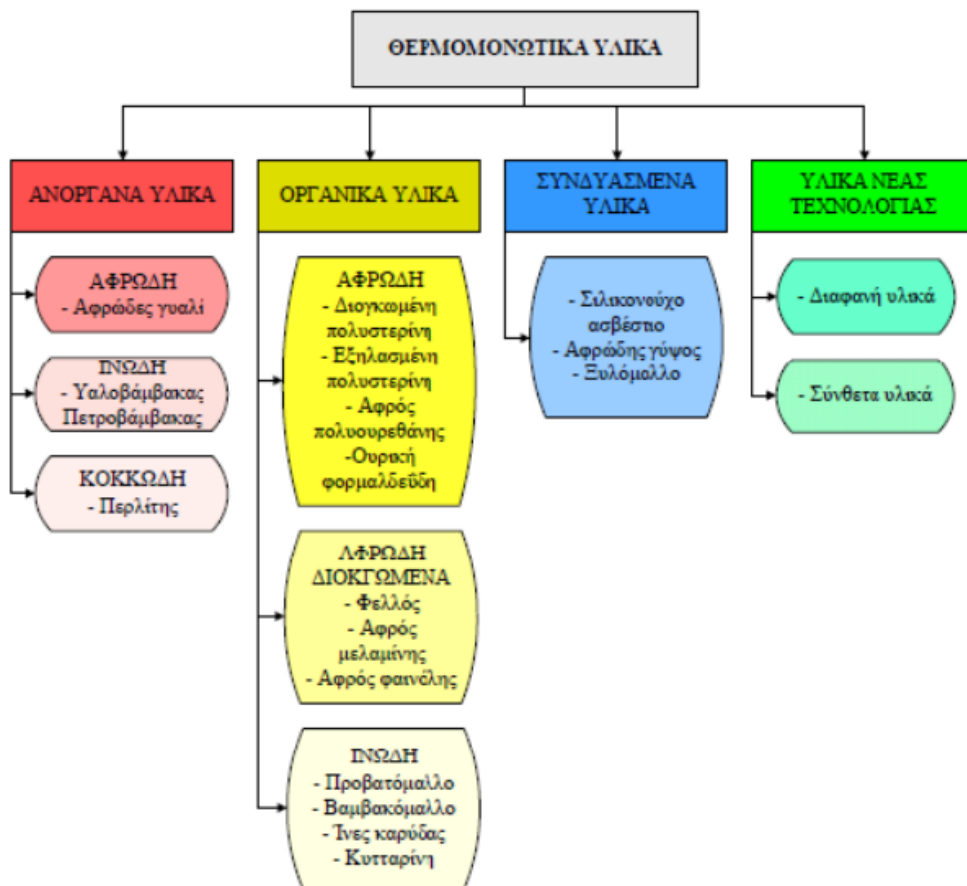 ΘΕΡΜΟΜΟΝΩΤΙΚΑ ΥΛΙΚΑ
ΑΝΟΡΓΑΝΑ ΥΛΙΚΑ
ΑΦΡΩΔΗ
- Αφρώδες γυαλί
ΙΝΩΔΗ
- Υαλοβάμβακας
Πετροβάμβακας
ΚΟΚΚΩΔΗ
- Περλίτης
ΟΡΓΑΝΙΚΑ ΥΛΙΚΑ
ΑΦΡΩΔΗ
- Διογκωμένη
πολυστερίνη
- Εξηλασμένη
πολυστερίνη
- Αφρός
πολυουρεθάνης
-Ουρική
φορμαλδεΰδη
ΑΦΡΩΔΗ
ΔΙΟΚΓΩΜΕΝΑ
- Φελλός
- Αφρός
μελαμίνης
- Αφρός φαινόλης
ΙΝΩΔΗ
- Προβατόμαλλο
- Βαμβακόμαλλο
- Ίνες καρύδας
- Κυτταρίνη
ΣΥΝΔΥΑΣΜΕΝΑ
ΥΛΙΚΑ
- Σιλικονούχο
ασβέστιο
- Αφρώδης γύψος
- Ξυλόμαλλο
ΥΛΙΚΑ ΝΕΑΣ
ΤΕΧΝΟΛΟΓΙΑΣ
- Διαφανή υλικά
- Σύνθετα υλικά